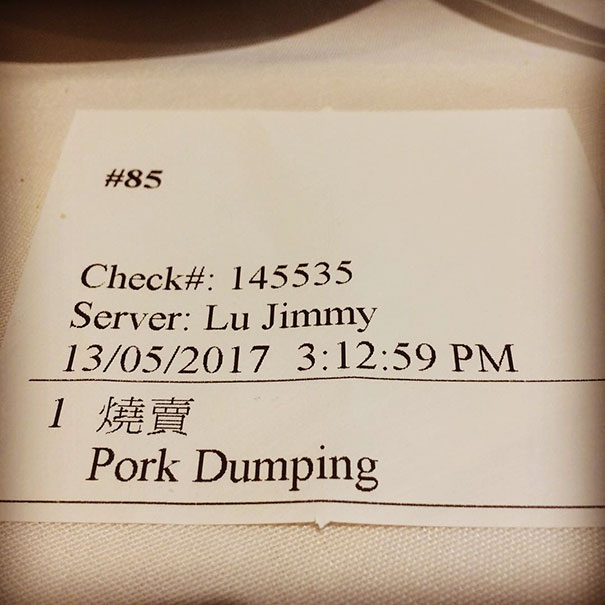 #85
Check#: 145535
Server: Lu Jimmy
13/05/2017 3:12:59 PM
1 燒賣
Pork Dumping